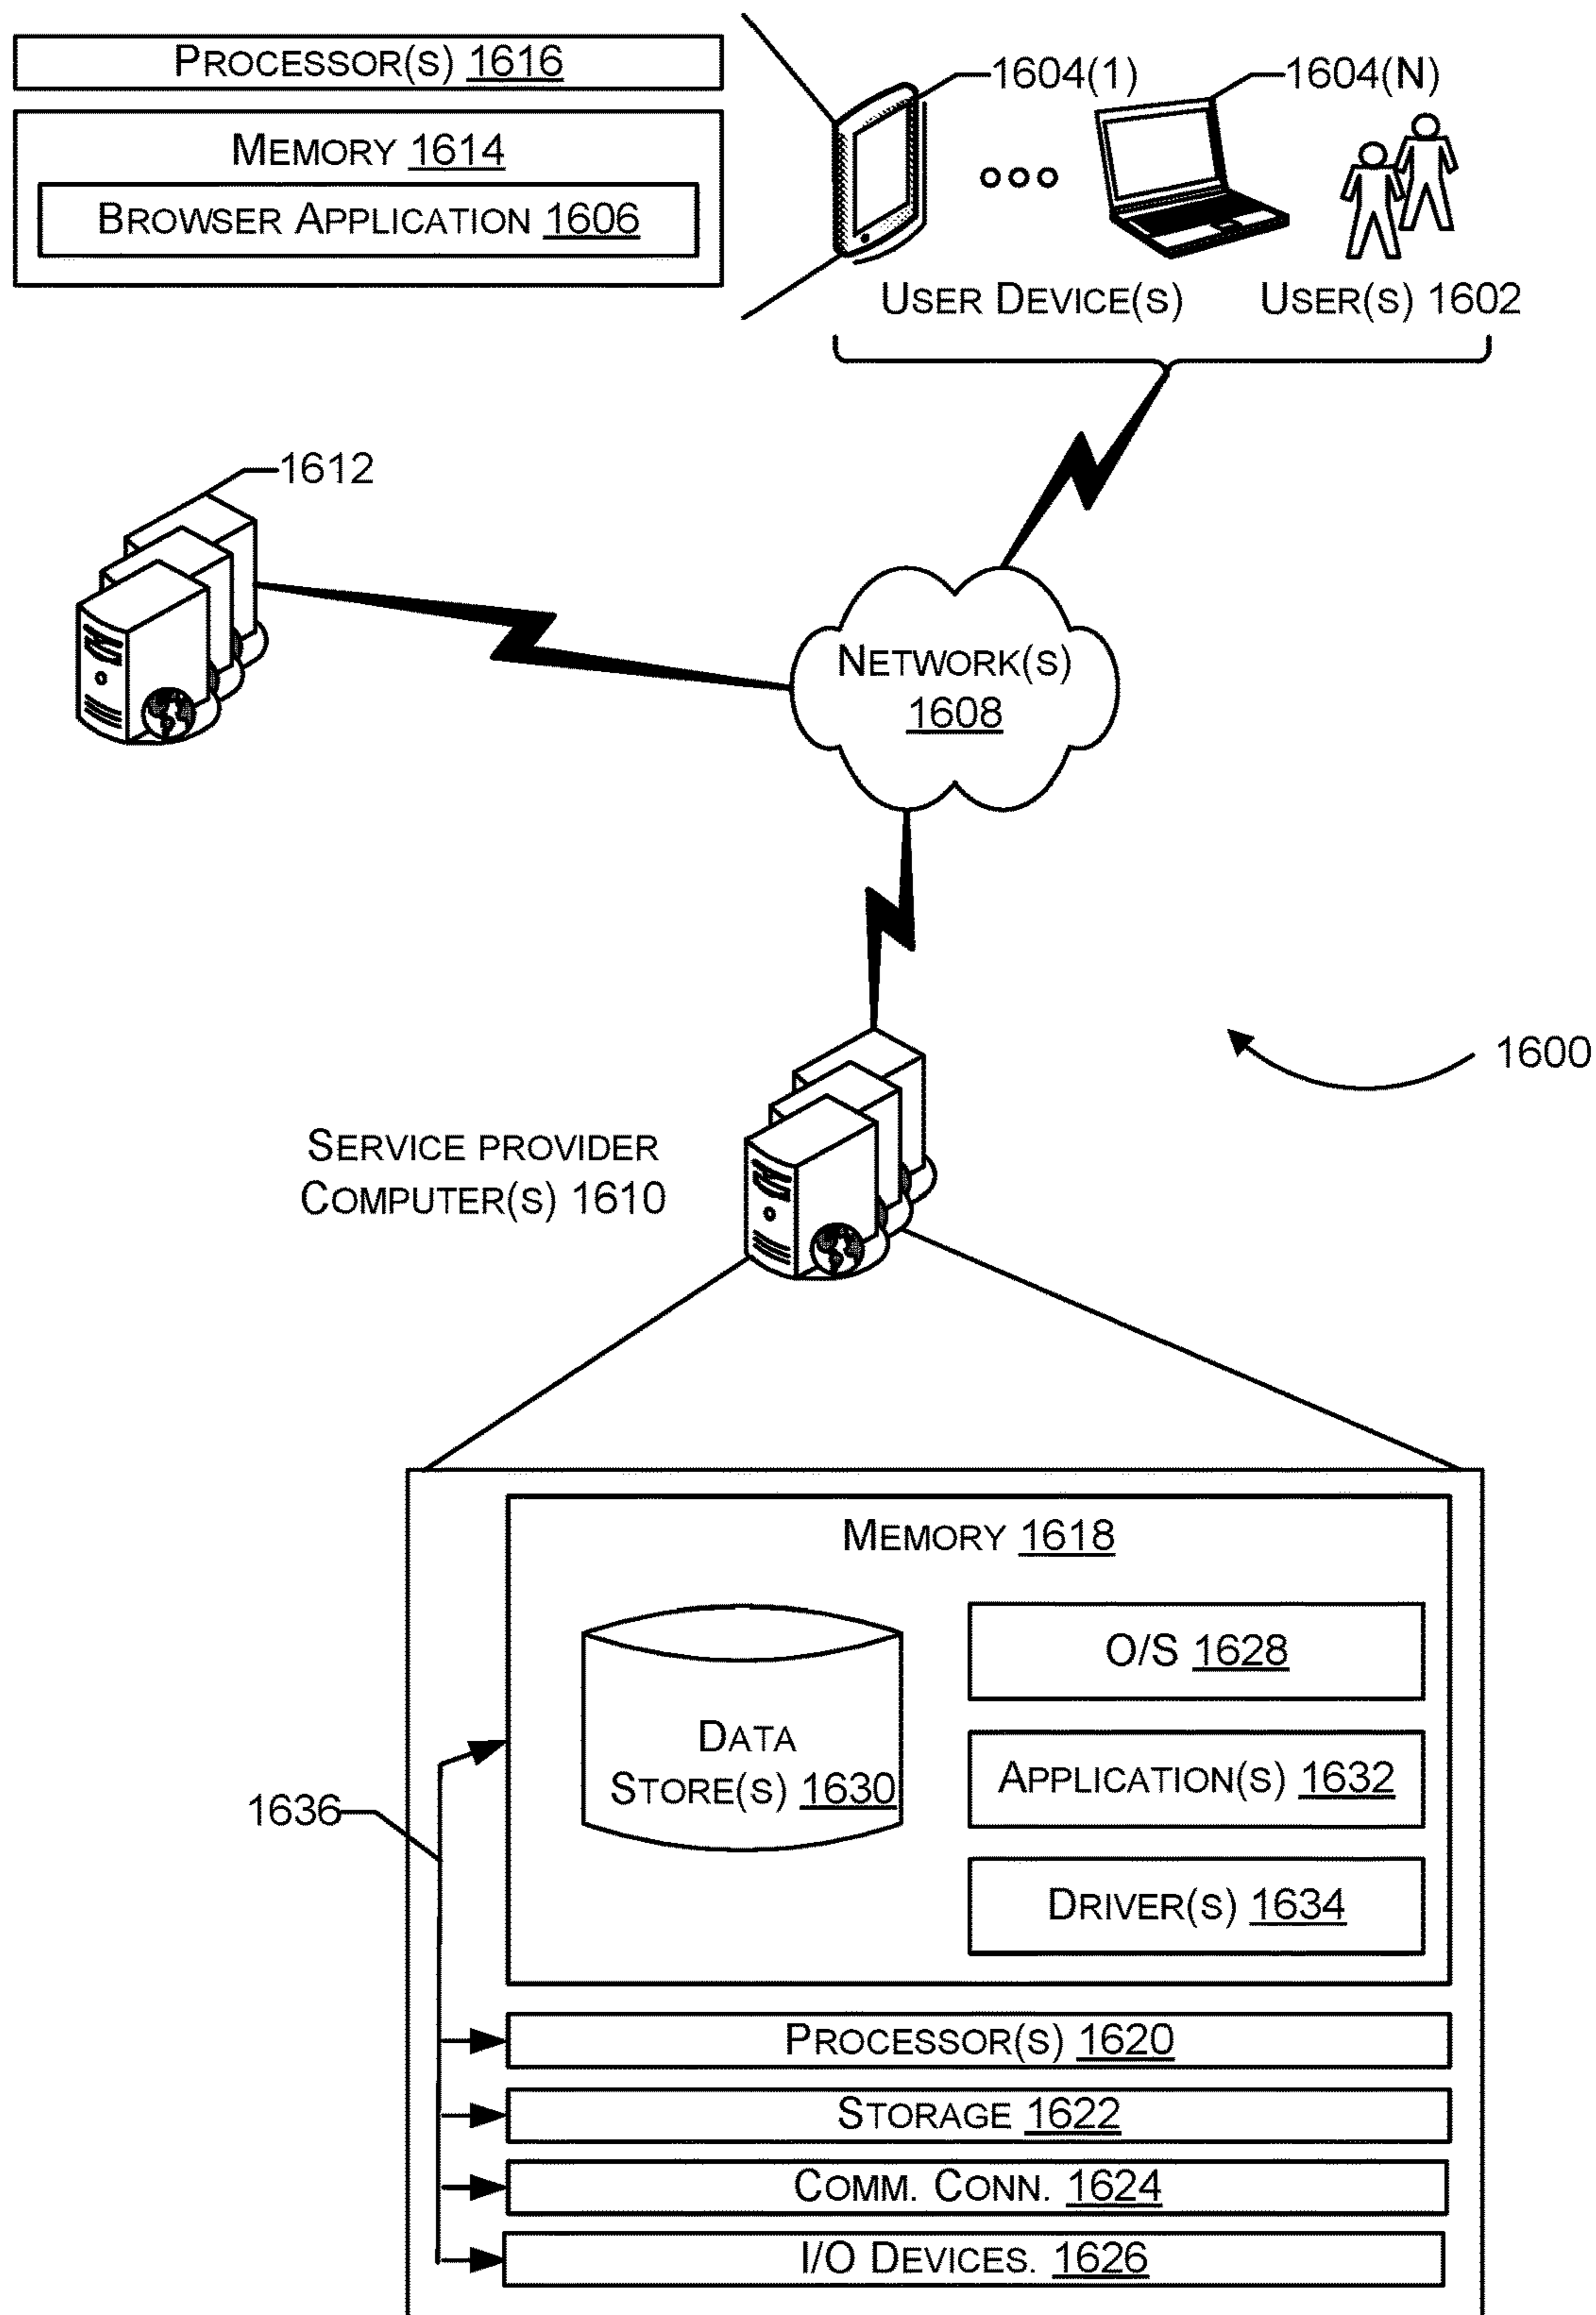 PROCESSOR(S) 1616
MEMORY 1614
BROWSER APPLICATION 1606
1604(1)
1604(N)
USER DEVICE(S)
USER(S) 1602
1612
NETWORK(S)
1608
1600
SERVICE PROVIDER
COMPUTER(S) 1610
MEMORY 1618
DATA
STORE(S) 1630
O/S 1628
APPLICATION(S) 1632
DRIVER(S) 1634
1636
PROCESSOR(S) 1620
STORAGE 1622
COMM. CONN. 1624
I/O DEVICES. 1626